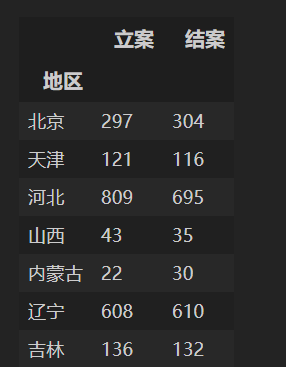 立案 结案
地区
北京 297 304
天津 121 116
河北 809 695
山西 43 35
内蒙古 22 30
辽宁 608 610
吉林 136 132